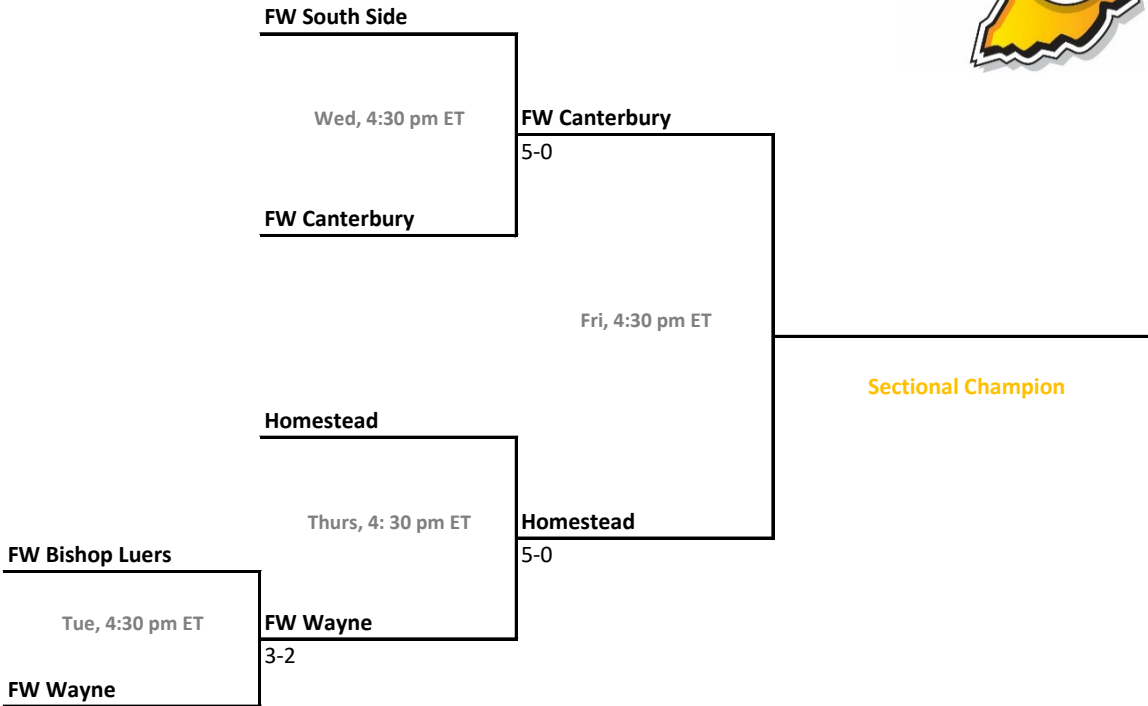 FW South Side
Wed, 4:30 pm ET
FW Canterbury
5-0
FW Canterbury
Fri, 4:30 pm ET
Sectional Champion
Homestead
Thurs, 4: 30 pm ET
Homestead
5-0
FW Bishop Luers
Tue, 4:30 pm ET
FW Wayne
3-2
FW Wayne